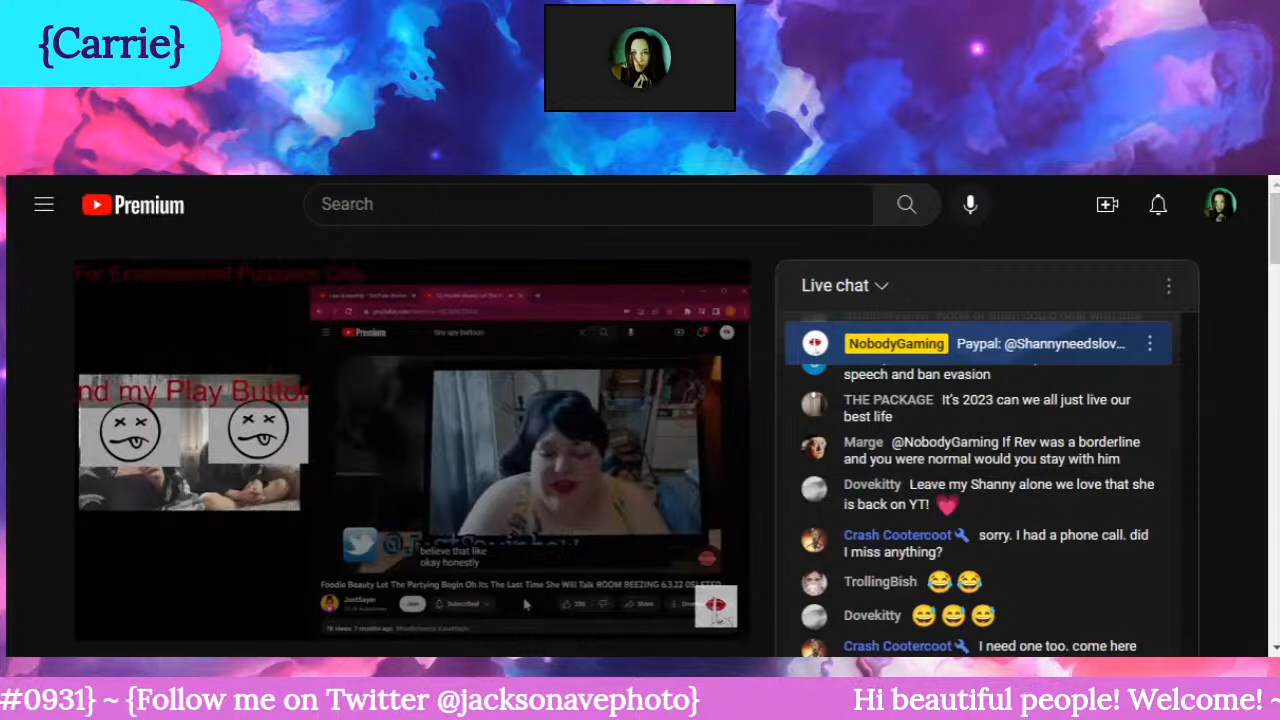 {Carrie}
Premium
Search
For Entertainment Purposes Only
nd my Play Button
Premium
tiny spy balloon
believe that like
okay honestly
Foodie Beauty Let The Partying Begin Oh Its The Last Time She Will Talk ROOM BEEZING 6.3.22 DELETED
JustSayin
Join
Subscribed
Share
Live chat
NobodyGaming Paypal: @Shannyneedslov...
speech and ban evasion
THE PACKAGE It's 2023 can we all just live our
best life
Marge @NobodyGaming If Rev was a borderline
and you were normal would you stay with him
Dovekitty Leave my Shanny alone we love that she
is back on YT! 💗
Crash Cootercoot sorry. I had a phone call. did
I miss anything?
TrollingBish 😂😂
Dovekitty 😅😅😅
Crash Cootercoot I need one too. come here
#0931} ~ {Follow me on Twitter @jacksonavephoto}
Hi beautiful people! Welcome! ~